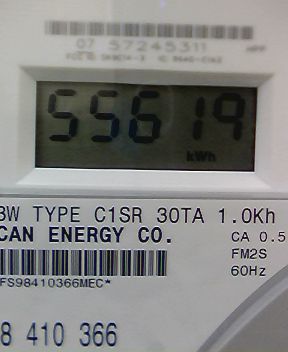 07 57245311
55619
kWh
3W TYPE C1SR 30TA 1.0Kh
CAN ENERGY CO.
CA 0.5
FM2S
FS98410366MEC*
60Hz
8 410 366